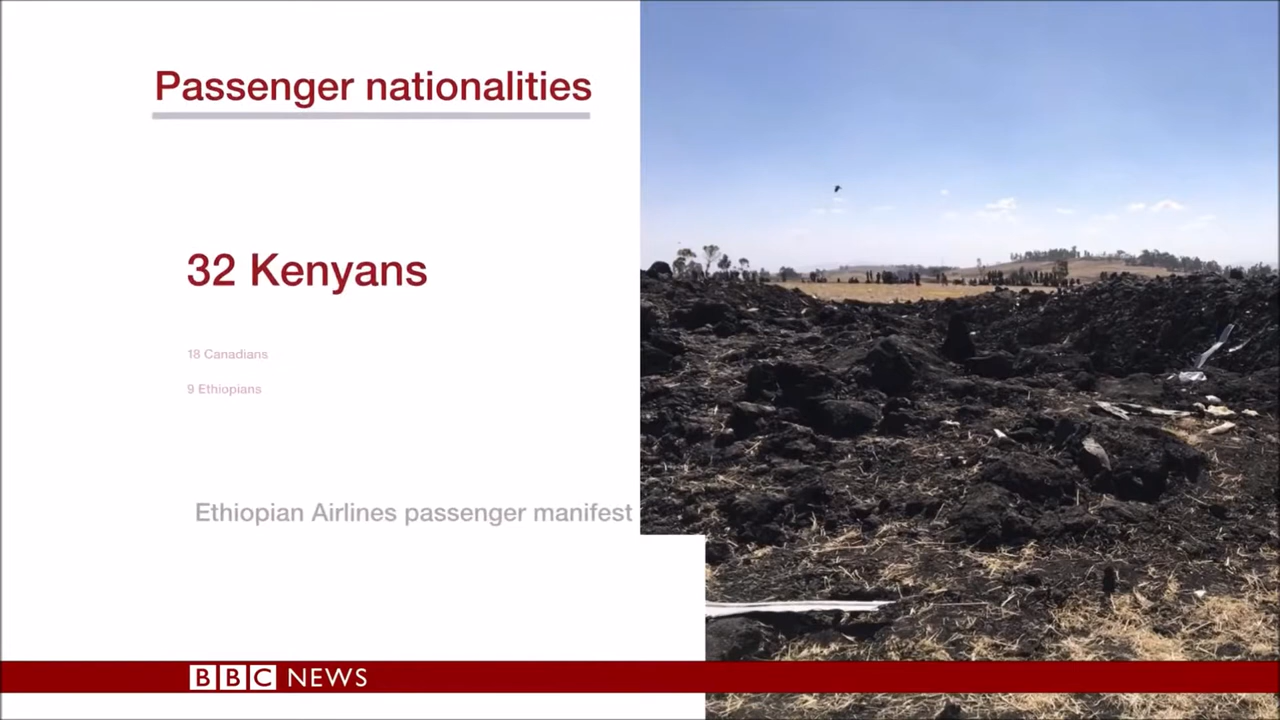 Passenger nationalities
32 Kenyans
18 Canadians
9 Ethiopians
Ethiopian Airlines passenger manifest
BBC NEWS